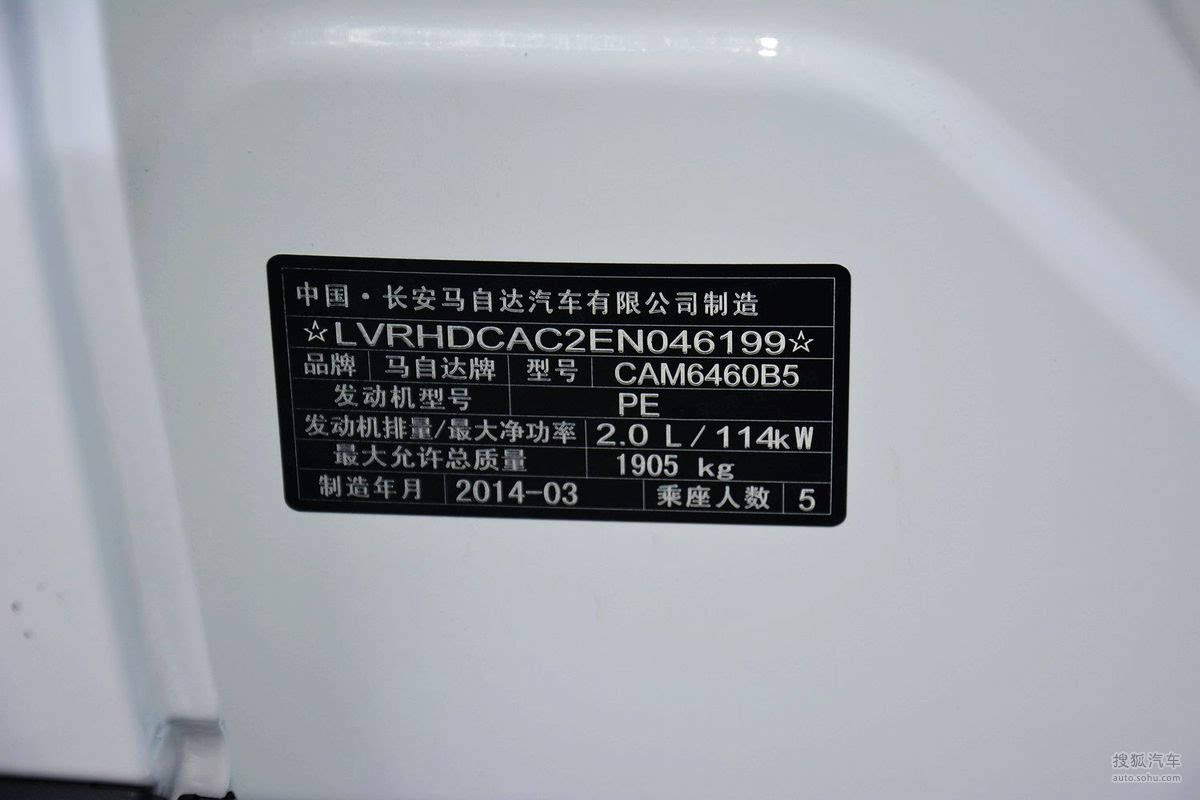 中国·长安马自达汽车有限公司制造
☆LVRHDCAC2EN046199☆
品牌 马自达牌 型号 CAM6460B5
发动机型号 PE
发动机排量/最大净功率 2.0 L/114kW
最大允许总质量 1905 kg
制造年月 2014-03 乘座人数 5
搜狐汽车
auto.sohu.com